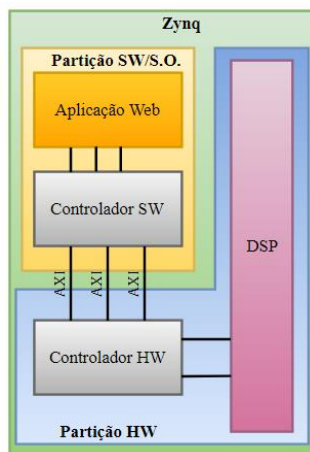 Zynq
Partição SW/S.O.
Aplicação Web
Controlador SW
DSP
AXI
AXI
AXI
Controlador HW
Partição HW